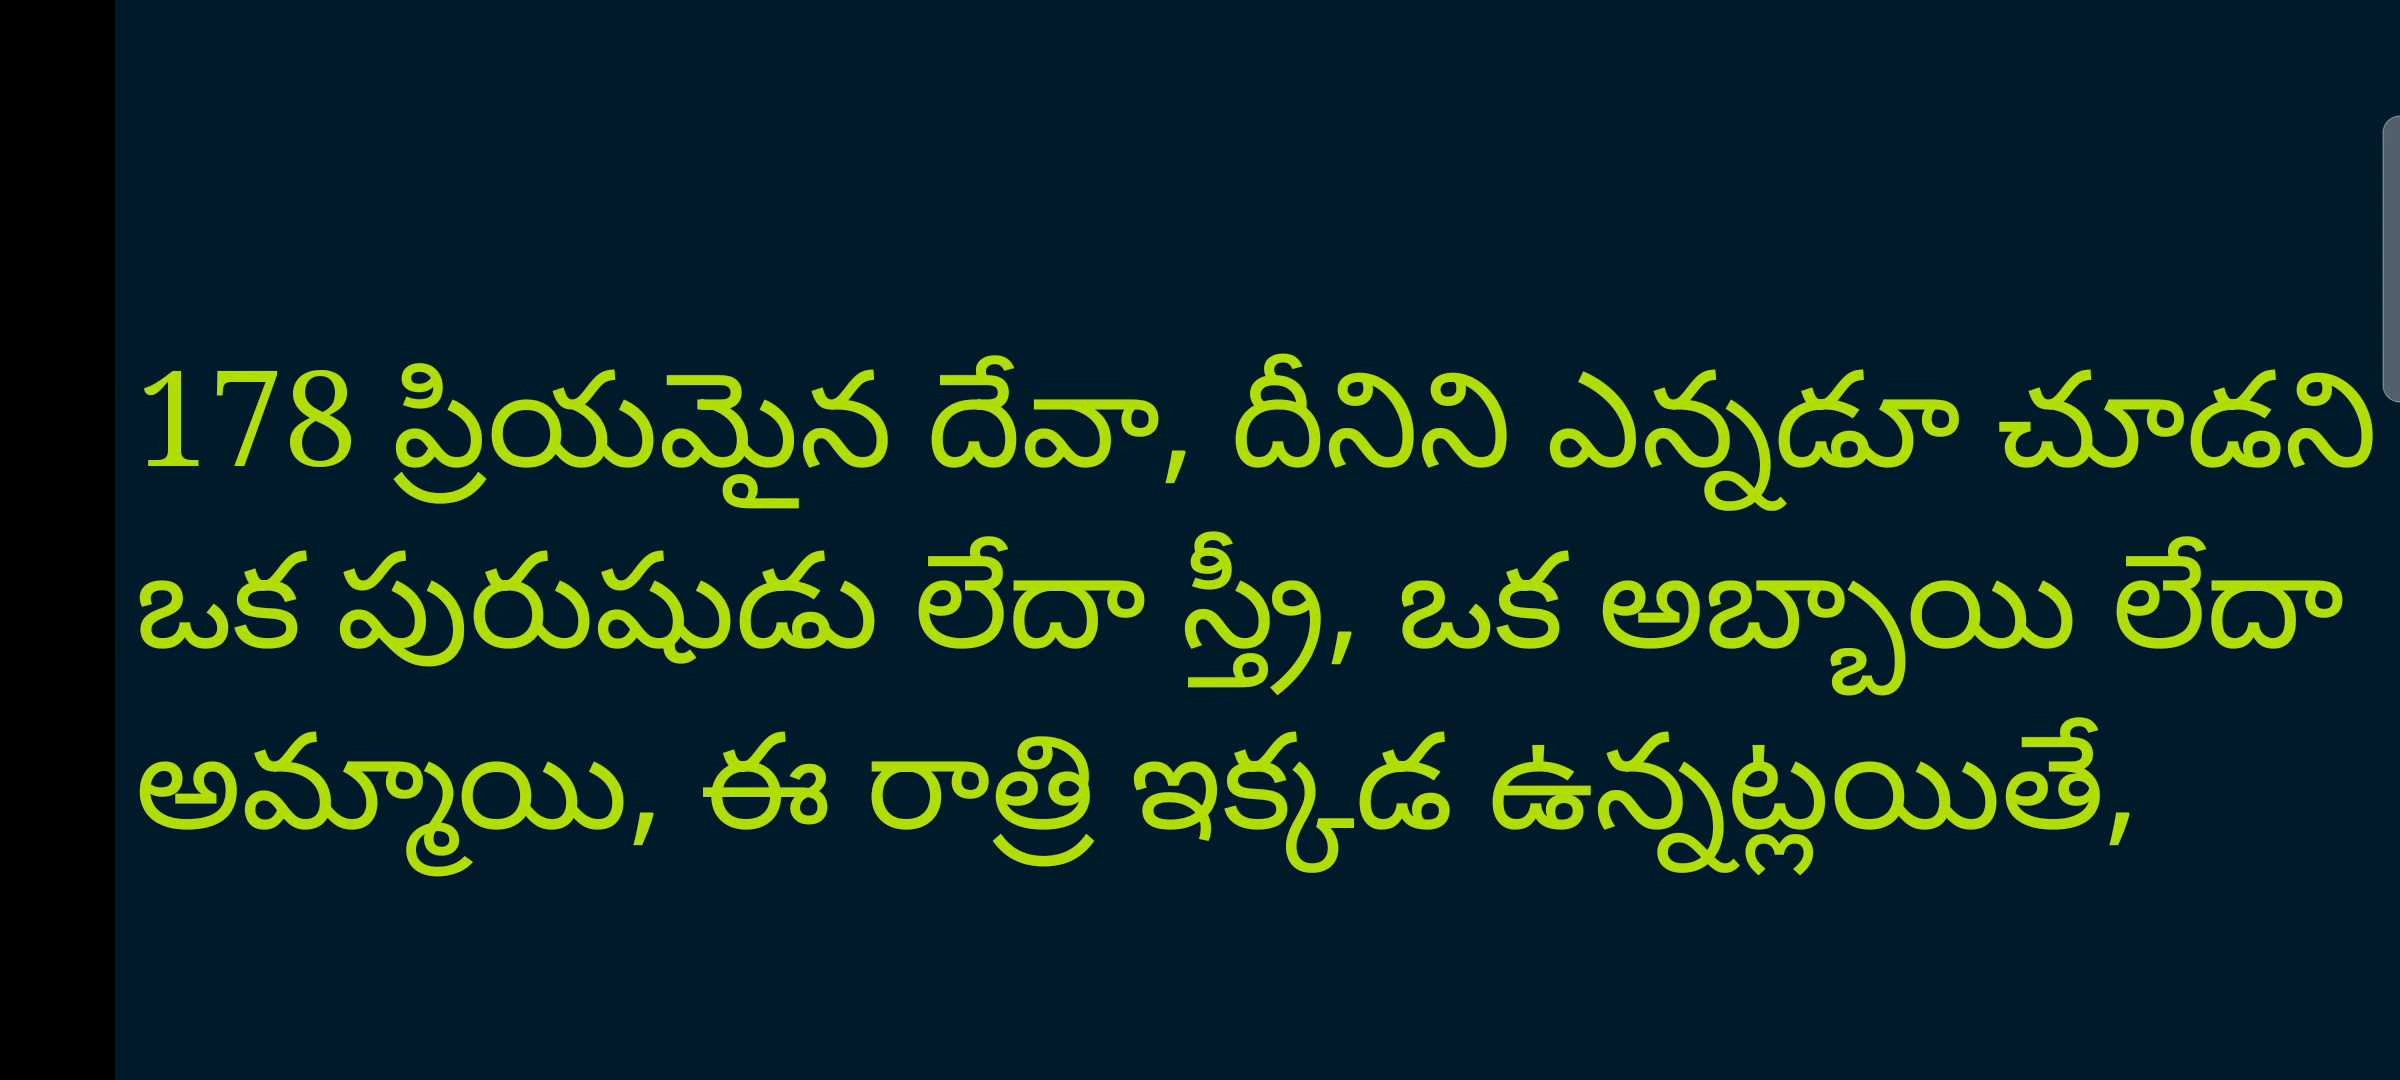 178 ప్రియమైన దేవా, దీనిని ఎన్నడూ చూడని
ఒక పురుషుడు లేదా స్త్రీ, ఒక అబ్బాయి లేదా
అమ్మాయి, ఈ రాత్రి ఇక్కడ ఉన్నట్లయితే,